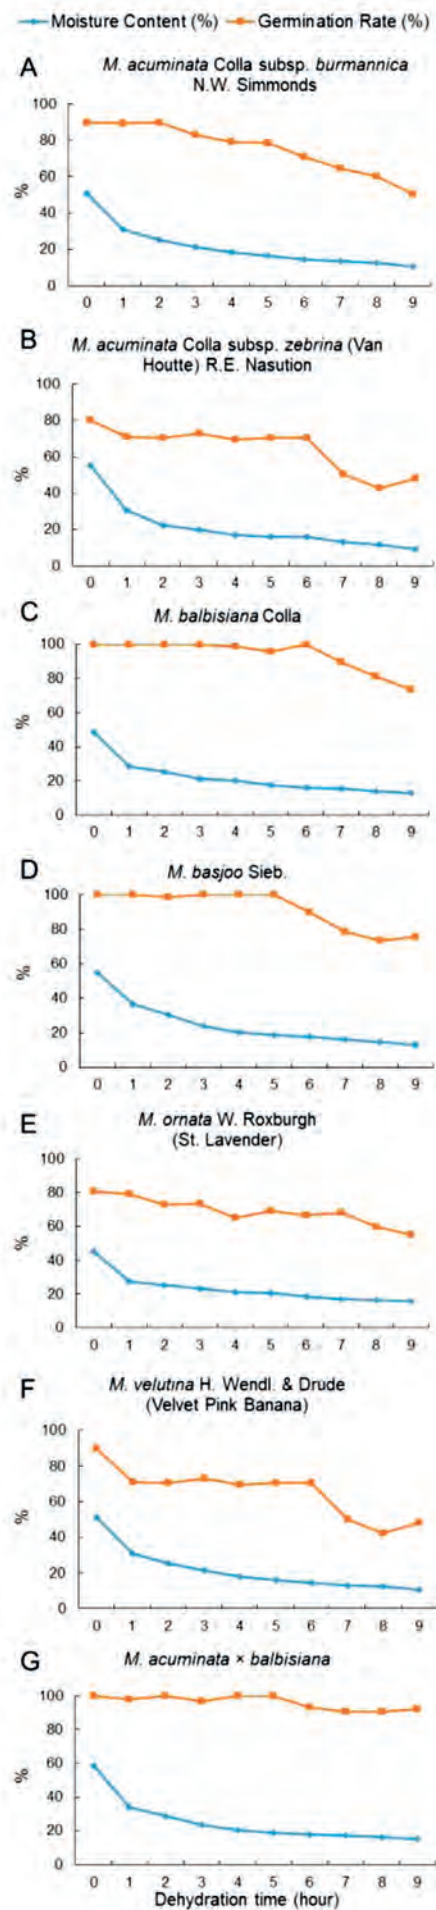 Moisture Content (%) Germination Rate (%)
A M. acuminata Colla subsp. burmannica
N.W. Simmonds
100
80
60
40
20
0
%
0 1 2 3 4 5 6 7 8 9
B M. acuminata Colla subsp. zebrina (Van
Houtte) R.E. Nasution
100
80
60
40
20
0
%
0 1 2 3 4 5 6 7 8 9
C M. balbisiana Colla
100
80
60
40
20
0
%
0 1 2 3 4 5 6 7 8 9
D M. basjoo Sieb.
100
80
60
40
20
0
%
0 1 2 3 4 5 6 7 8 9
E M. ornata W. Roxburgh
(St. Lavender)
100
80
60
40
20
0
%
0 1 2 3 4 5 6 7 8 9
F M. velutina H. Wendl. & Drude
(Velvet Pink Banana)
100
80
60
40
20
0
%
0 1 2 3 4 5 6 7 8 9
G M. acuminata × balbisiana
100
80
60
40
20
0
%
0 1 2 3 4 5 6 7 8 9
Dehydration time (hour)